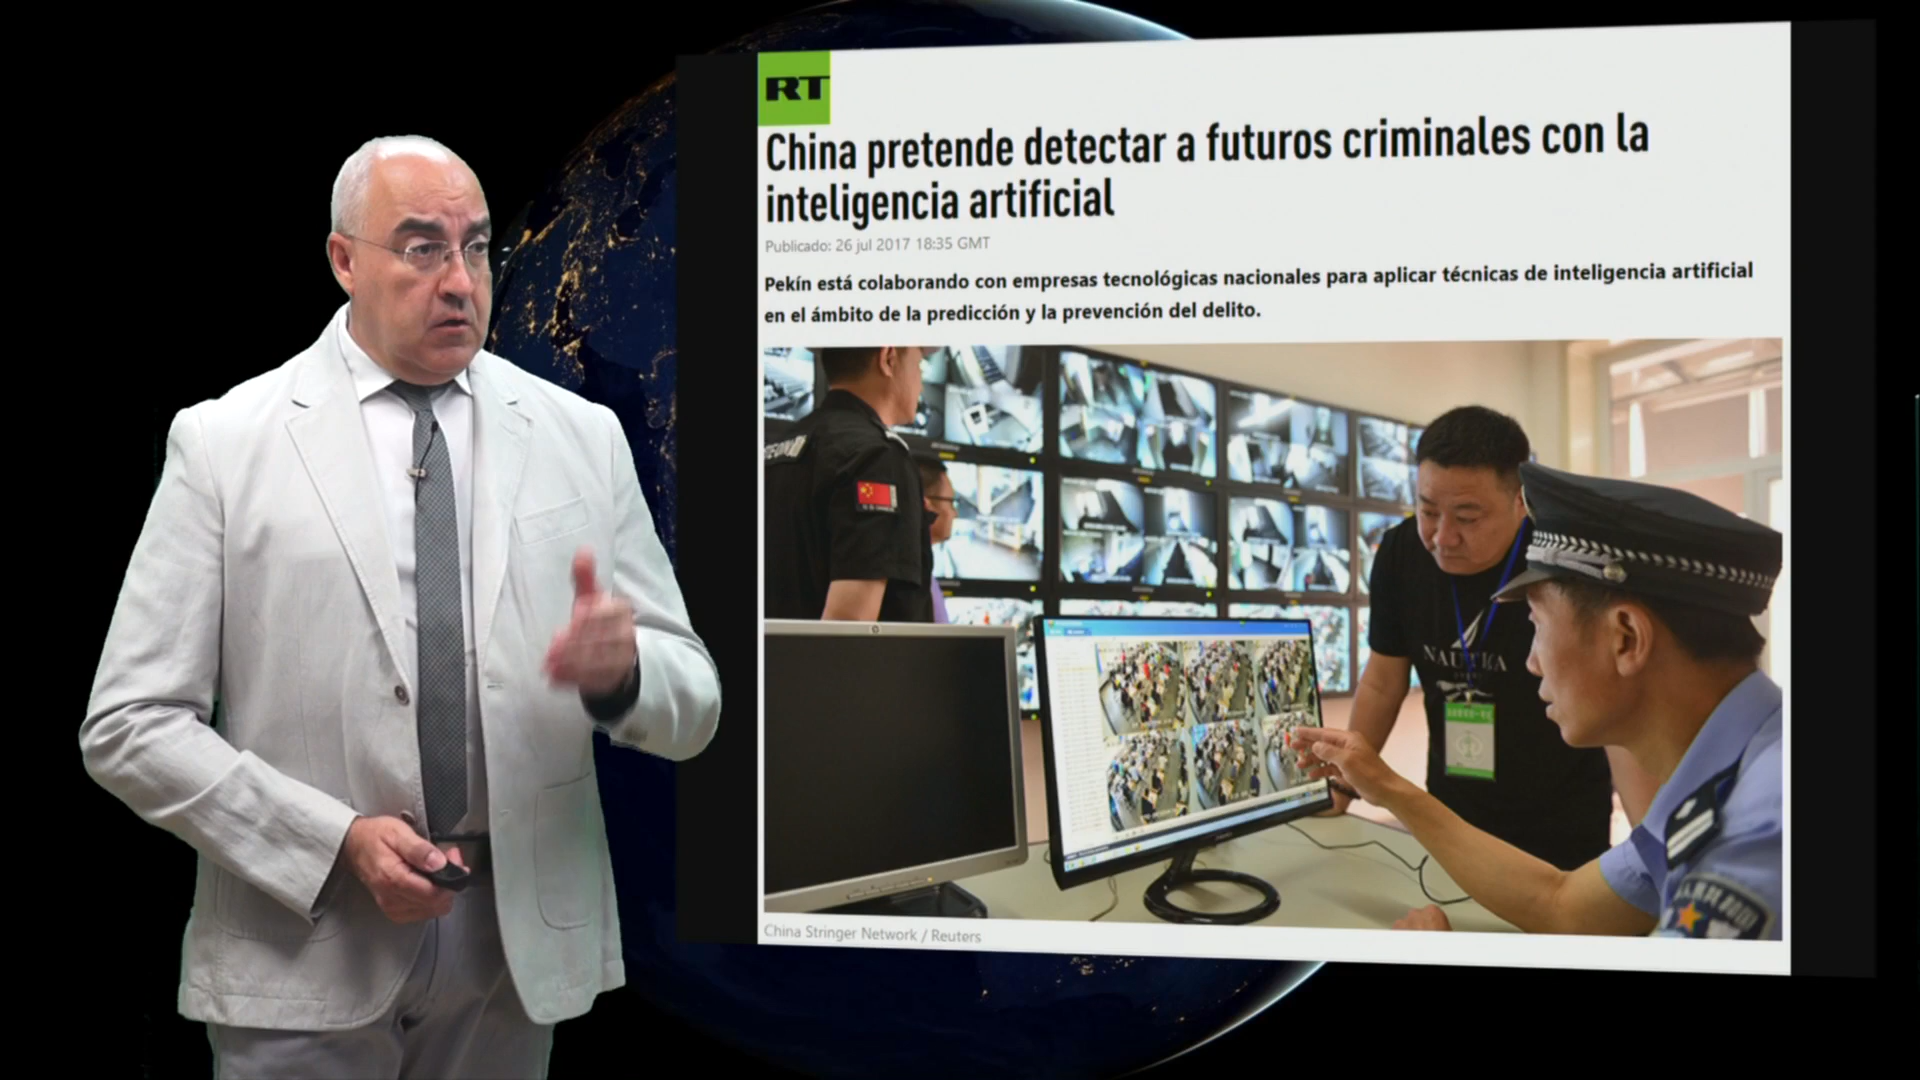 RT
China pretende detectar a futuros criminales con la
inteligencia artificial
Publicado: 26 jul 2017 18:35 GMT
Pekín está colaborando con empresas tecnológicas nacionales para aplicar técnicas de inteligencia artificial
en el ámbito de la predicción y la prevención del delito.
NAUTICA
China Stringer Network / Reuters